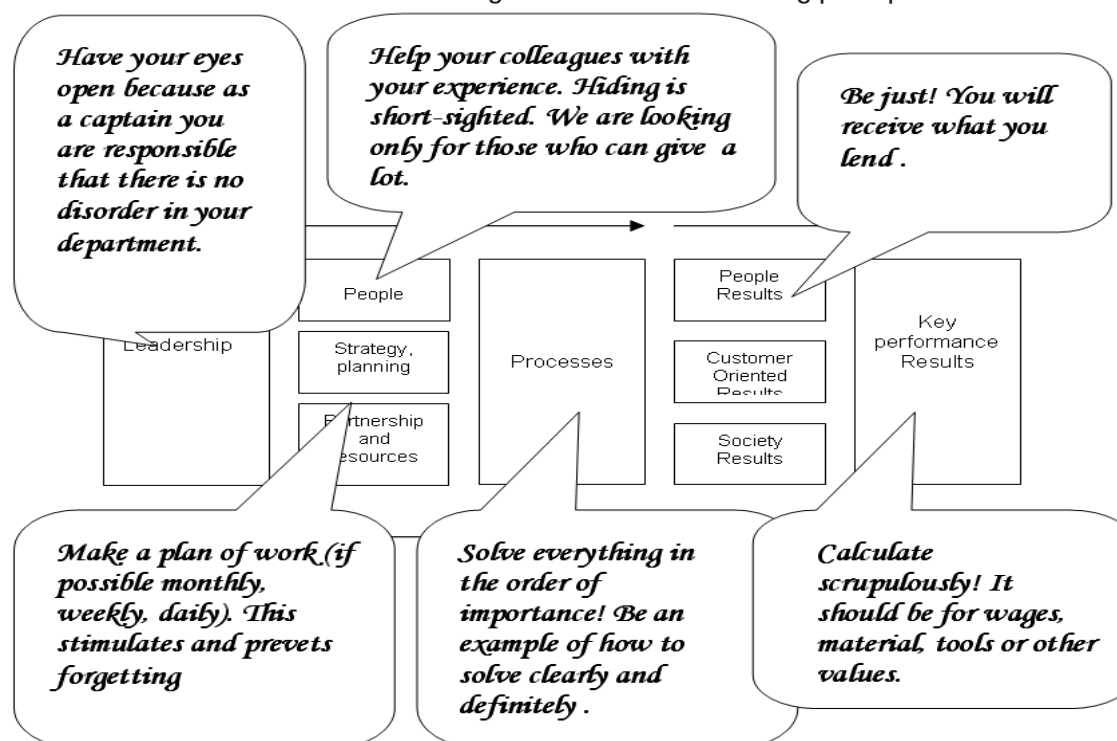 Have your eyes
open because as
a captain you
are responsible
that there is no
disorder in your
department.
Help your colleagues with
your experience. Hiding is
short-sighted. We are looking
only for those who can give a
lot.
Be just! You will
receive what you
lend .
Leadership
People
Strategy,
planning
Partnership
and
resources
Processes
People
Results
Customer
Oriented
Results
Society
Results
Key
performance
Results
Make a plan of work (if
possible monthly,
weekly, daily). This
stimulates and prevets
forgetting
Solve everything in
the order of
importance! Be an
example of how to
solve clearly and
definitely .
Calculate
scrupulously! It
should be for wages,
material, tools or other
values.